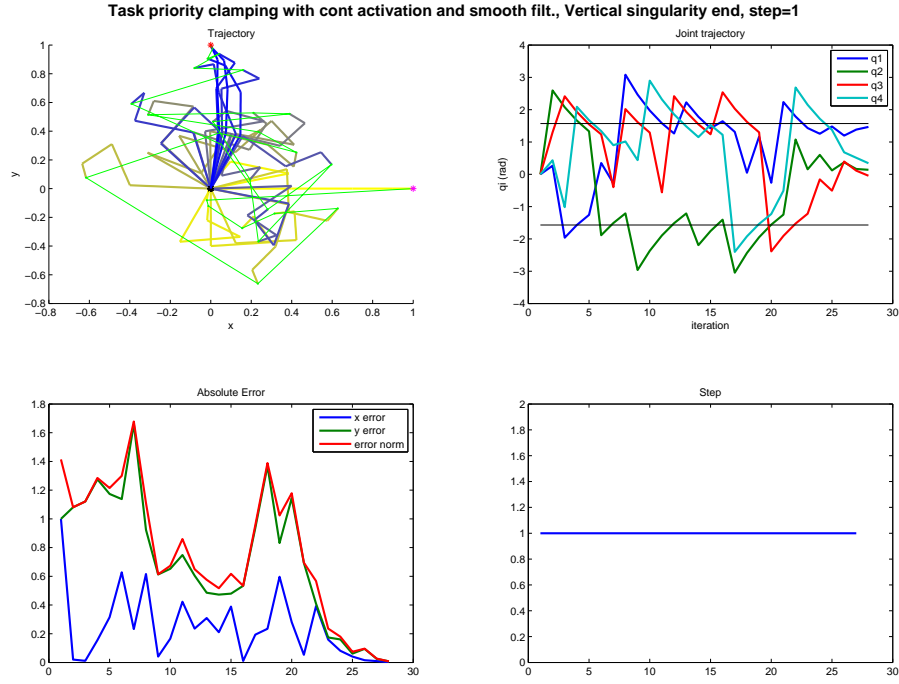 Task priority clamping with cont activation and smooth filt., Vertical singularity end, step=1
Trajectory
1
0.8
0.6
0.4
0.2
0
−0.2
−0.4
−0.6
−0.8
y
−0.8 −0.6 −0.4 −0.2 0 0.2 0.4 0.6 0.8 1
x
Joint trajectory
4
3
2
1
0
−1
−2
−3
−4
qi (rad)
0 5 10 15 20 25 30
iteration
q1
q2
q3
q4
Absolute Error
1.8
1.6
1.4
1.2
1
0.8
0.6
0.4
0.2
0
0 5 10 15 20 25 30
x error
y error
error norm
Step
2
1.8
1.6
1.4
1.2
1
0.8
0.6
0.4
0.2
0
0 5 10 15 20 25 30